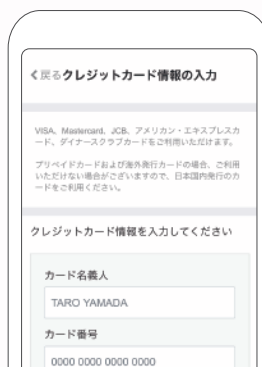 く戻るクレジットカード情報の入力
VISA、Mastercard、JCB、アメリカン・エキスプレスカ
ード、ダイナースクラブカードをご利用いただけます。
プリペイドカードおよび海外発行カードの場合、ご利用
いただけない場合がございますので、日本国内発行のカ
ードをご利用ください。
クレジットカード情報を入力してください
カード名義人
TARO YAMADA
カード番号
0000 0000 0000 0000